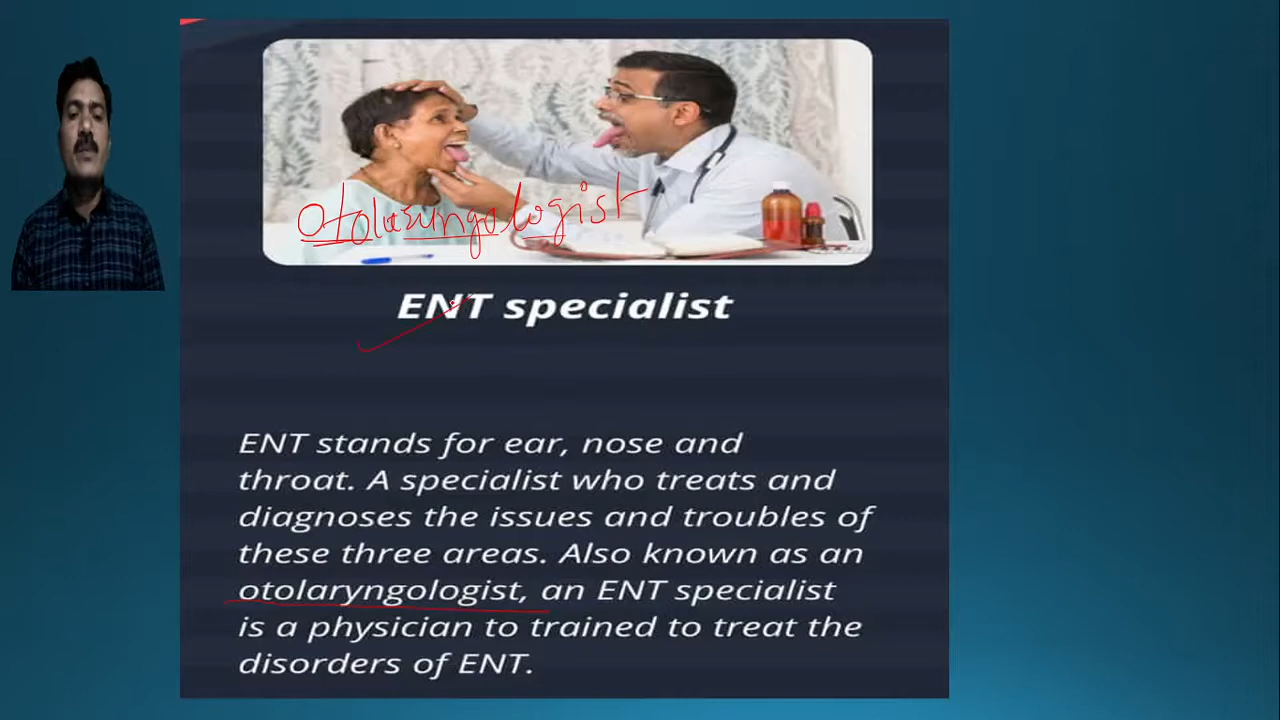 Otolaryngologist
ENT specialist
ENT stands for ear, nose and
throat. A specialist who treats and
diagnoses the issues and troubles of
these three areas. Also known as an
otolaryngologist, an ENT specialist
is a physician to trained to treat the
disorders of ENT.